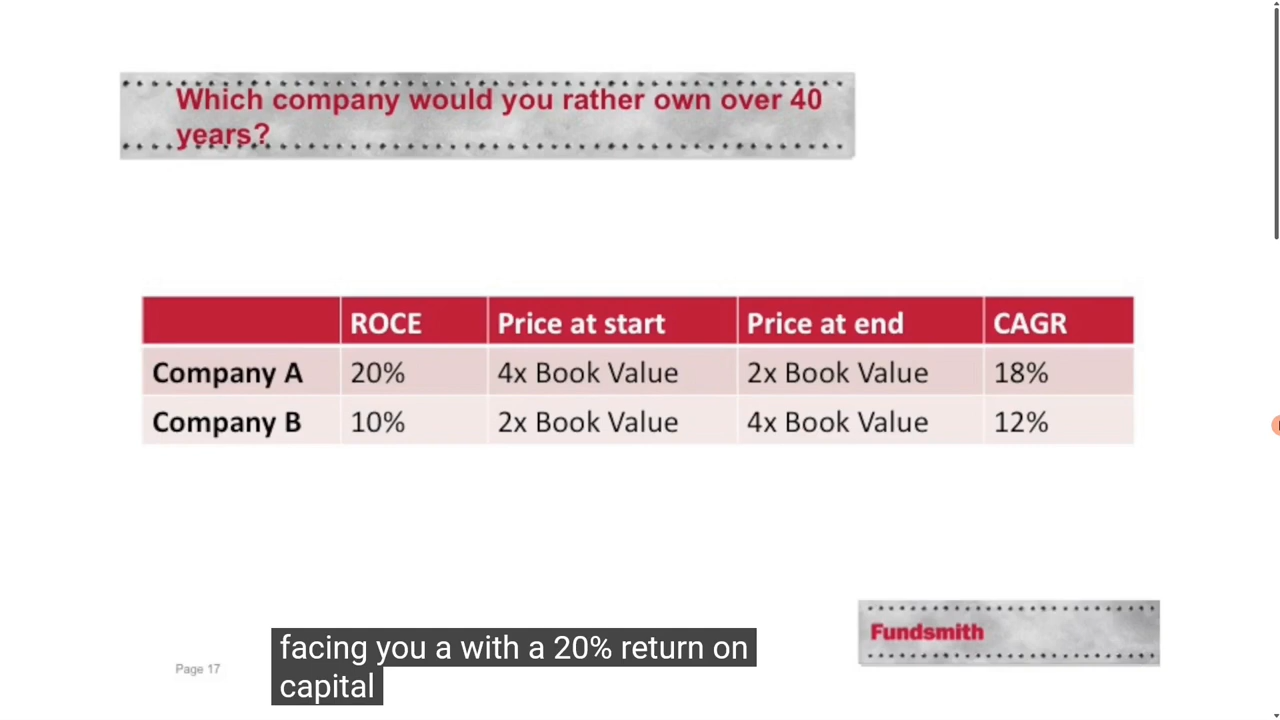 Which company would you rather own over 40
years?
ROCE Price at start Price at end CAGR
Company A 20% 4x Book Value 2x Book Value 18%
Company B 10% 2x Book Value 4x Book Value 12%
Fundsmith
facing you a with a 20% return on
capital
Page 17